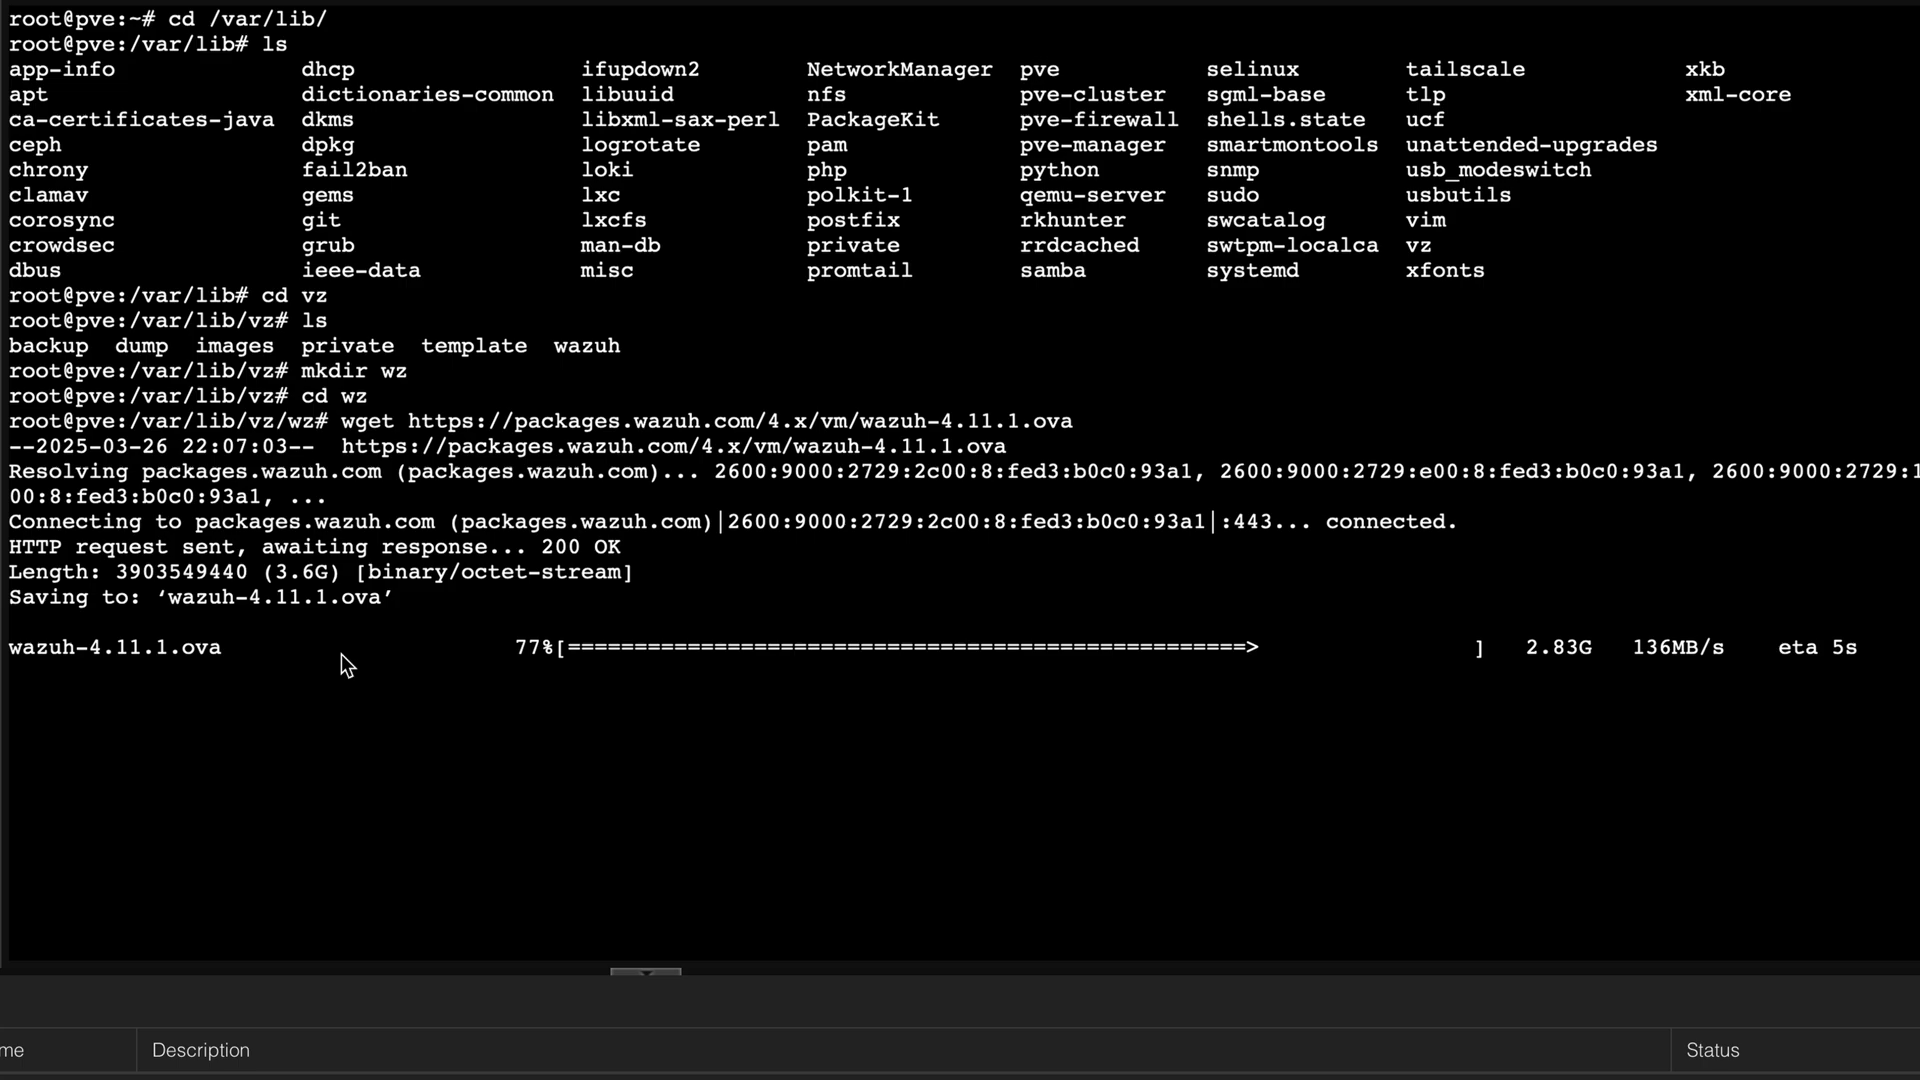 root@pve:~# cd /var/lib/
root@pve:/var/lib# ls
app-info dhcp ifupdown2 NetworkManager pve selinux tailscale xkb
apt dictionaries-common libuuid nfs pve-cluster sgml-base tlp xml-core
ca-certificates-java dkms libxml-sax-perl PackageKit pve-firewall shells.state ucf
ceph dpkg logrotate pam pve-manager smartmontools unattended-upgrades
chrony fail2ban loki php python snmp usb_modeswitch
clamav gems lxc polkit-1 qemu-server sudo usbutils
corosync git lxcfs postfix rkhunter swcatalog vim
crowdsec grub man-db private rrdcached swtpm-localca vz
dbus ieee-data misc promtail samba systemd xfonts
root@pve:/var/lib# cd vz
root@pve:/var/lib/vz# ls
backup dump images private template wazuh
root@pve:/var/lib/vz# mkdir wz
root@pve:/var/lib/vz# cd wz
root@pve:/var/lib/vz/wz# wget https://packages.wazuh.com/4.x/vm/wazuh-4.11.1.ova
--2025-03-26 22:07:03-- https://packages.wazuh.com/4.x/vm/wazuh-4.11.1.ova
Resolving packages.wazuh.com (packages.wazuh.com)... 2600:9000:2729:2c00:8:fed3:b0c0:93a1, 2600:9000:2729:e00:8:fed3:b0c0:93a1, 2600:9000:2729:1
00:8:fed3:b0c0:93a1, ...
Connecting to packages.wazuh.com (packages.wazuh.com)|2600:9000:2729:2c00:8:fed3:b0c0:93a1|:443... connected.
HTTP request sent, awaiting response... 200 OK
Length: 3903549440 (3.6G) [binary/octet-stream]
Saving to: ‘wazuh-4.11.1.ova’
wazuh-4.11.1.ova 77%[===================================================> ] 2.83G 136MB/s eta 5s
me Description Status